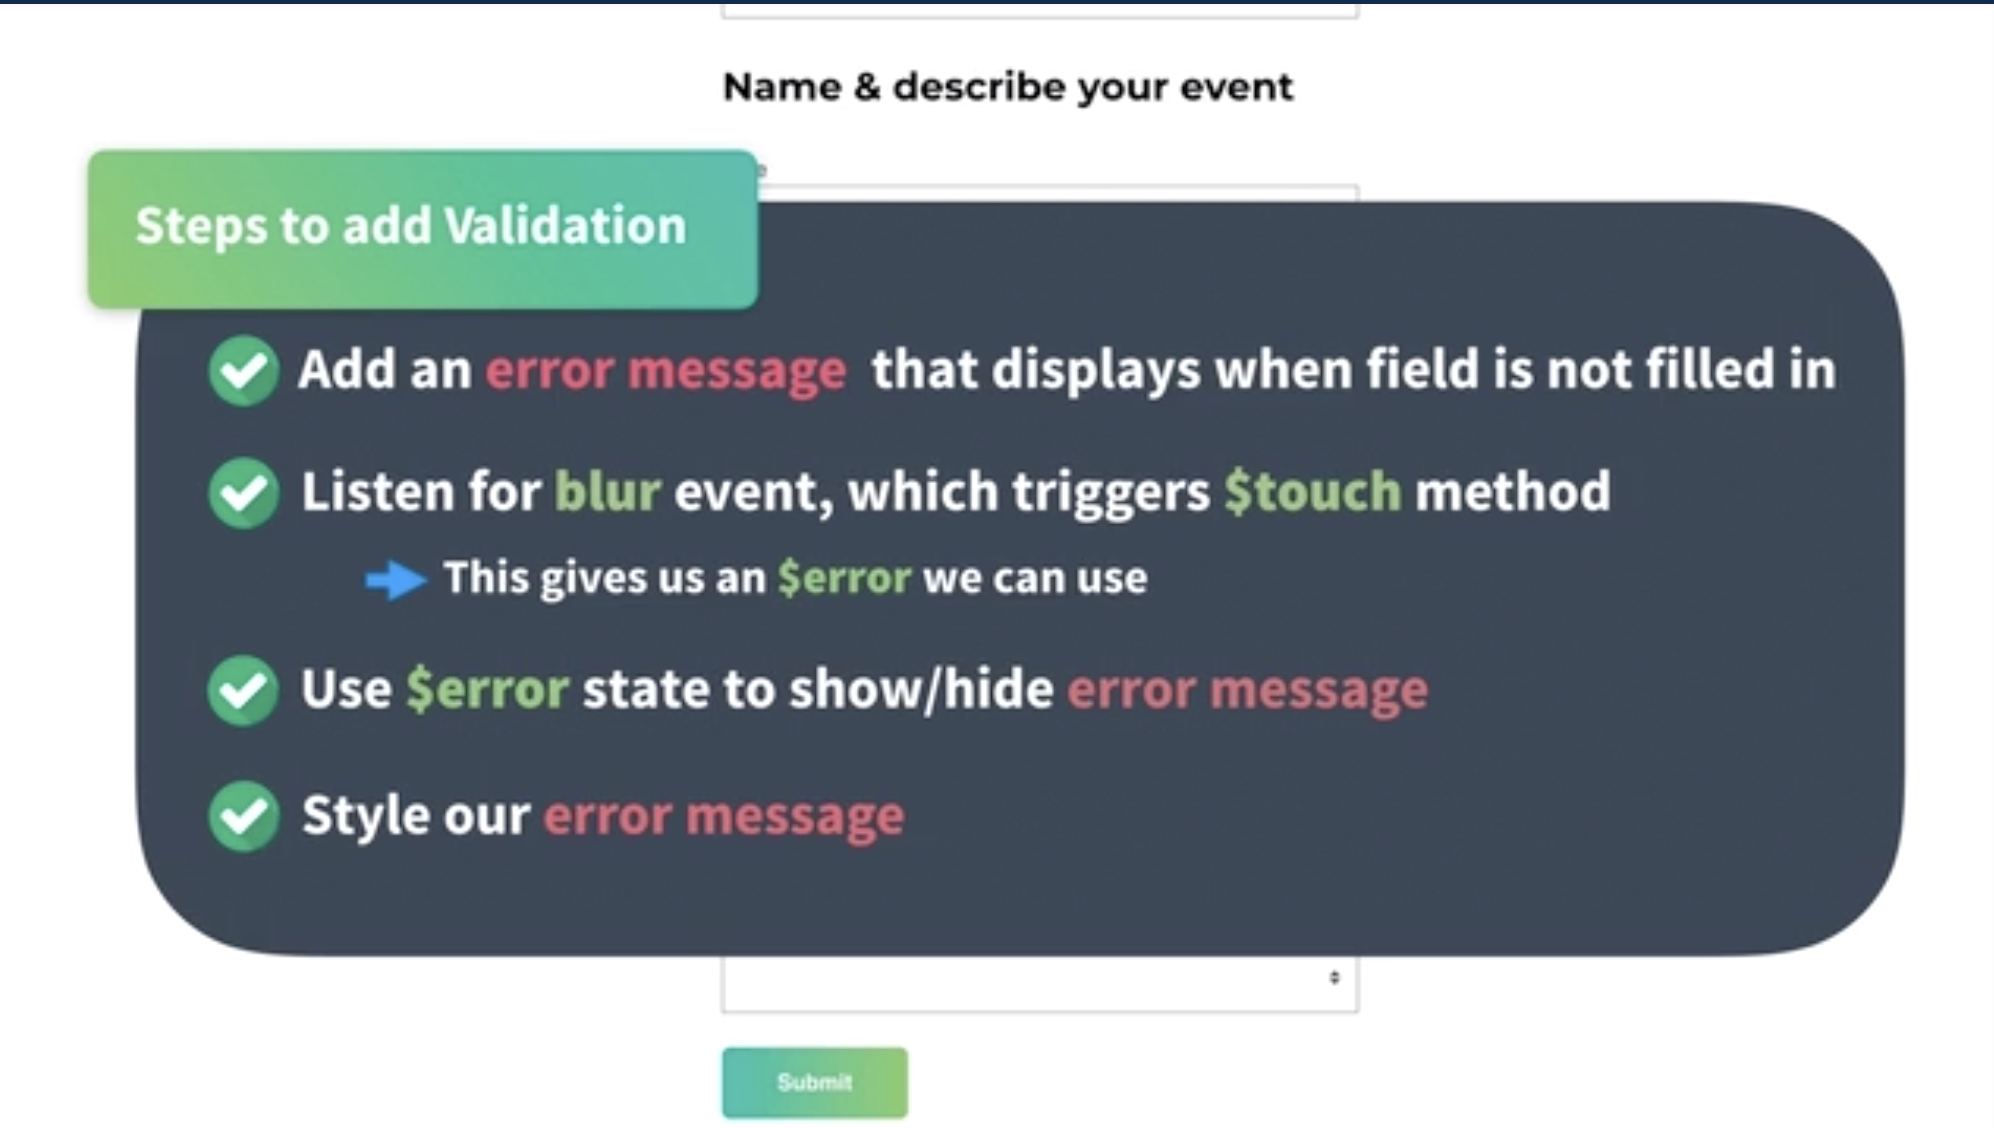 Name & describe your event
Steps to add Validation
Add an error message that displays when field is not filled in
Listen for blur event, which triggers $touch method
This gives us an $error we can use
Use $error state to show/hide error message
Style our error message
Submit